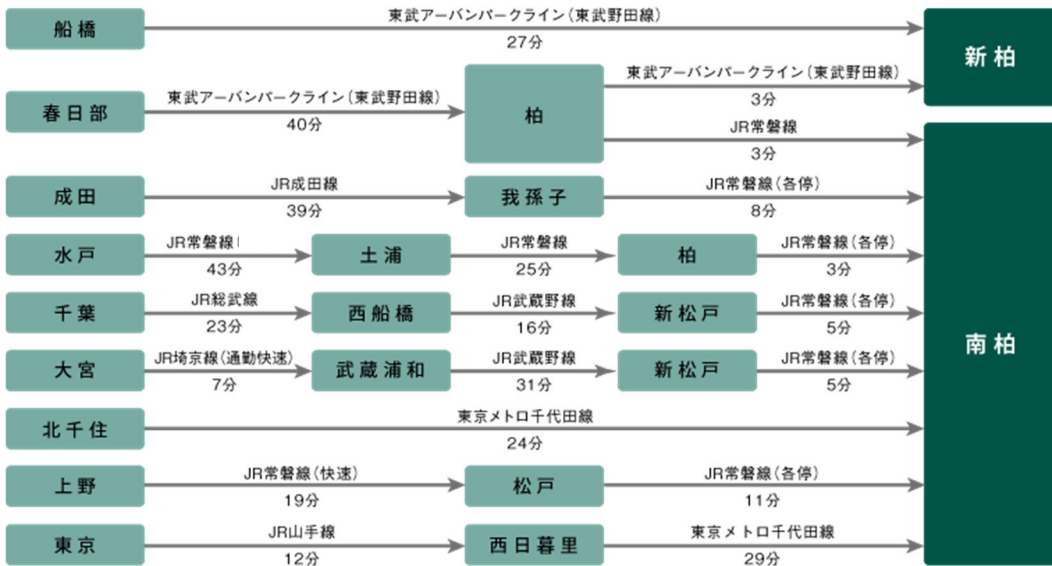 船橋
東武アーバンパークライン(東武野田線)
27分
新柏
春日部
東武アーバンパークライン(東武野田線)
40分
柏
東武アーバンパークライン(東武野田線)
3分
JR常磐線
3分
成田
JR成田線
39分
我孫子
JR常磐線(各停)
8分
水戸
JR常磐線
43分
土浦
JR常磐線
25分
柏
JR常磐線(各停)
3分
千葉
JR総武線
23分
西船橋
JR武蔵野線
16分
新松戸
JR常磐線(各停)
5分
南柏
大宮
JR埼京線(通勤快速)
7分
武蔵浦和
JR武蔵野線
31分
新松戸
JR常磐線(各停)
5分
北千住
東京メトロ千代田線
24分
上野
JR常磐線(快速)
19分
松戸
JR常磐線(各停)
11分
東京
JR山手線
12分
西日暮里
東京メトロ千代田線
29分